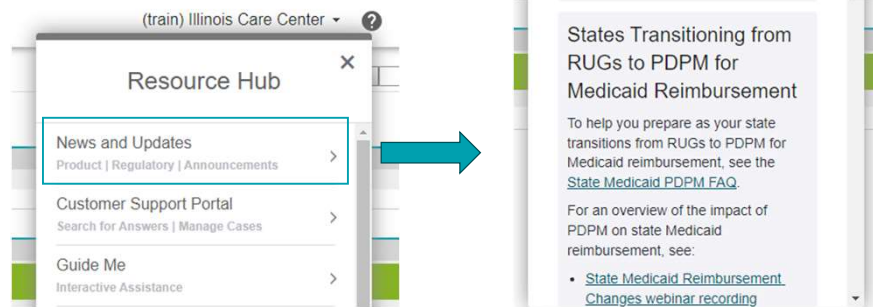 (train) Illinois Care Center
?
Resource Hub
×
News and Updates
Product | Regulatory | Announcements
Customer Support Portal
Search for Answers | Manage Cases
Guide Me
Interactive Assistance
States Transitioning from
RUGs to PDPM for
Medicaid Reimbursement
To help you prepare as your state
transitions from RUGs to PDPM for
Medicaid reimbursement, see the
State Medicaid PDPM FAQ.
For an overview of the impact of
PDPM on state Medicaid
reimbursement, see:
• State Medicaid Reimbursement
Changes webinar recording